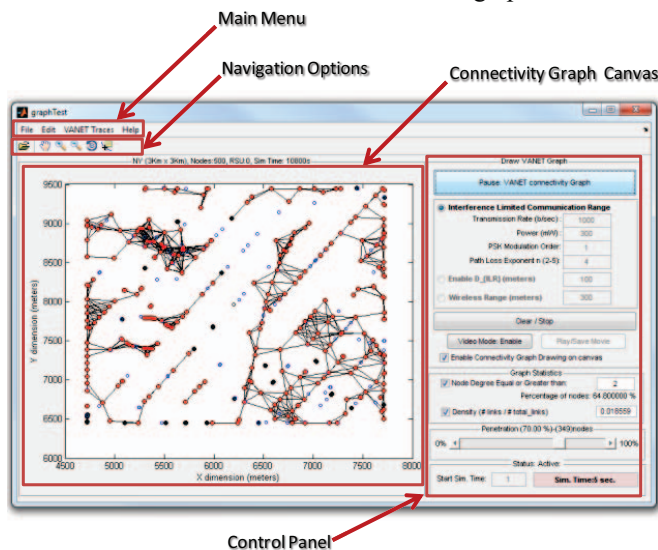 Main Menu
Navigation Options
Connectivity Graph Canvas
graphTest
File Edit VANET Traces Help
NY (3Km x 3Km), Nodes:500, RSU 0, Sim Time: 10000s
Draw VANET Graph
Pause: VANET connectivity Graph
Interference Limited Communication Range
Transmission Rate (b/sec): 1000
Power (mW): 300
PSK Modulation Order: 1
Path Loss Exponent n (2-5): 4
Enable D_{ILR} (meters) 100
Wireless Range (meters) 300
Clear / Stop
Video Mode: Enable Play/Save Movie
Enable Connectivity Graph Drawing on canvas
Graph Statistics
Node Degree Equal or Greater than: 2
Percentage of nodes: 64.800000 %
Density (# links / # total_links) 0.018559
Penetration (70.00 %)-(349)nodes
0% 100%
Status: Active:
Start Sim. Time: 1 Sim. Time:5 sec.
9500
9000
8500
8000
7500
7000
6500
6000
Y dimension (meters)
4500 5000 5500 6000 6500 7000 7500 8000
X dimension (meters)
Control Panel